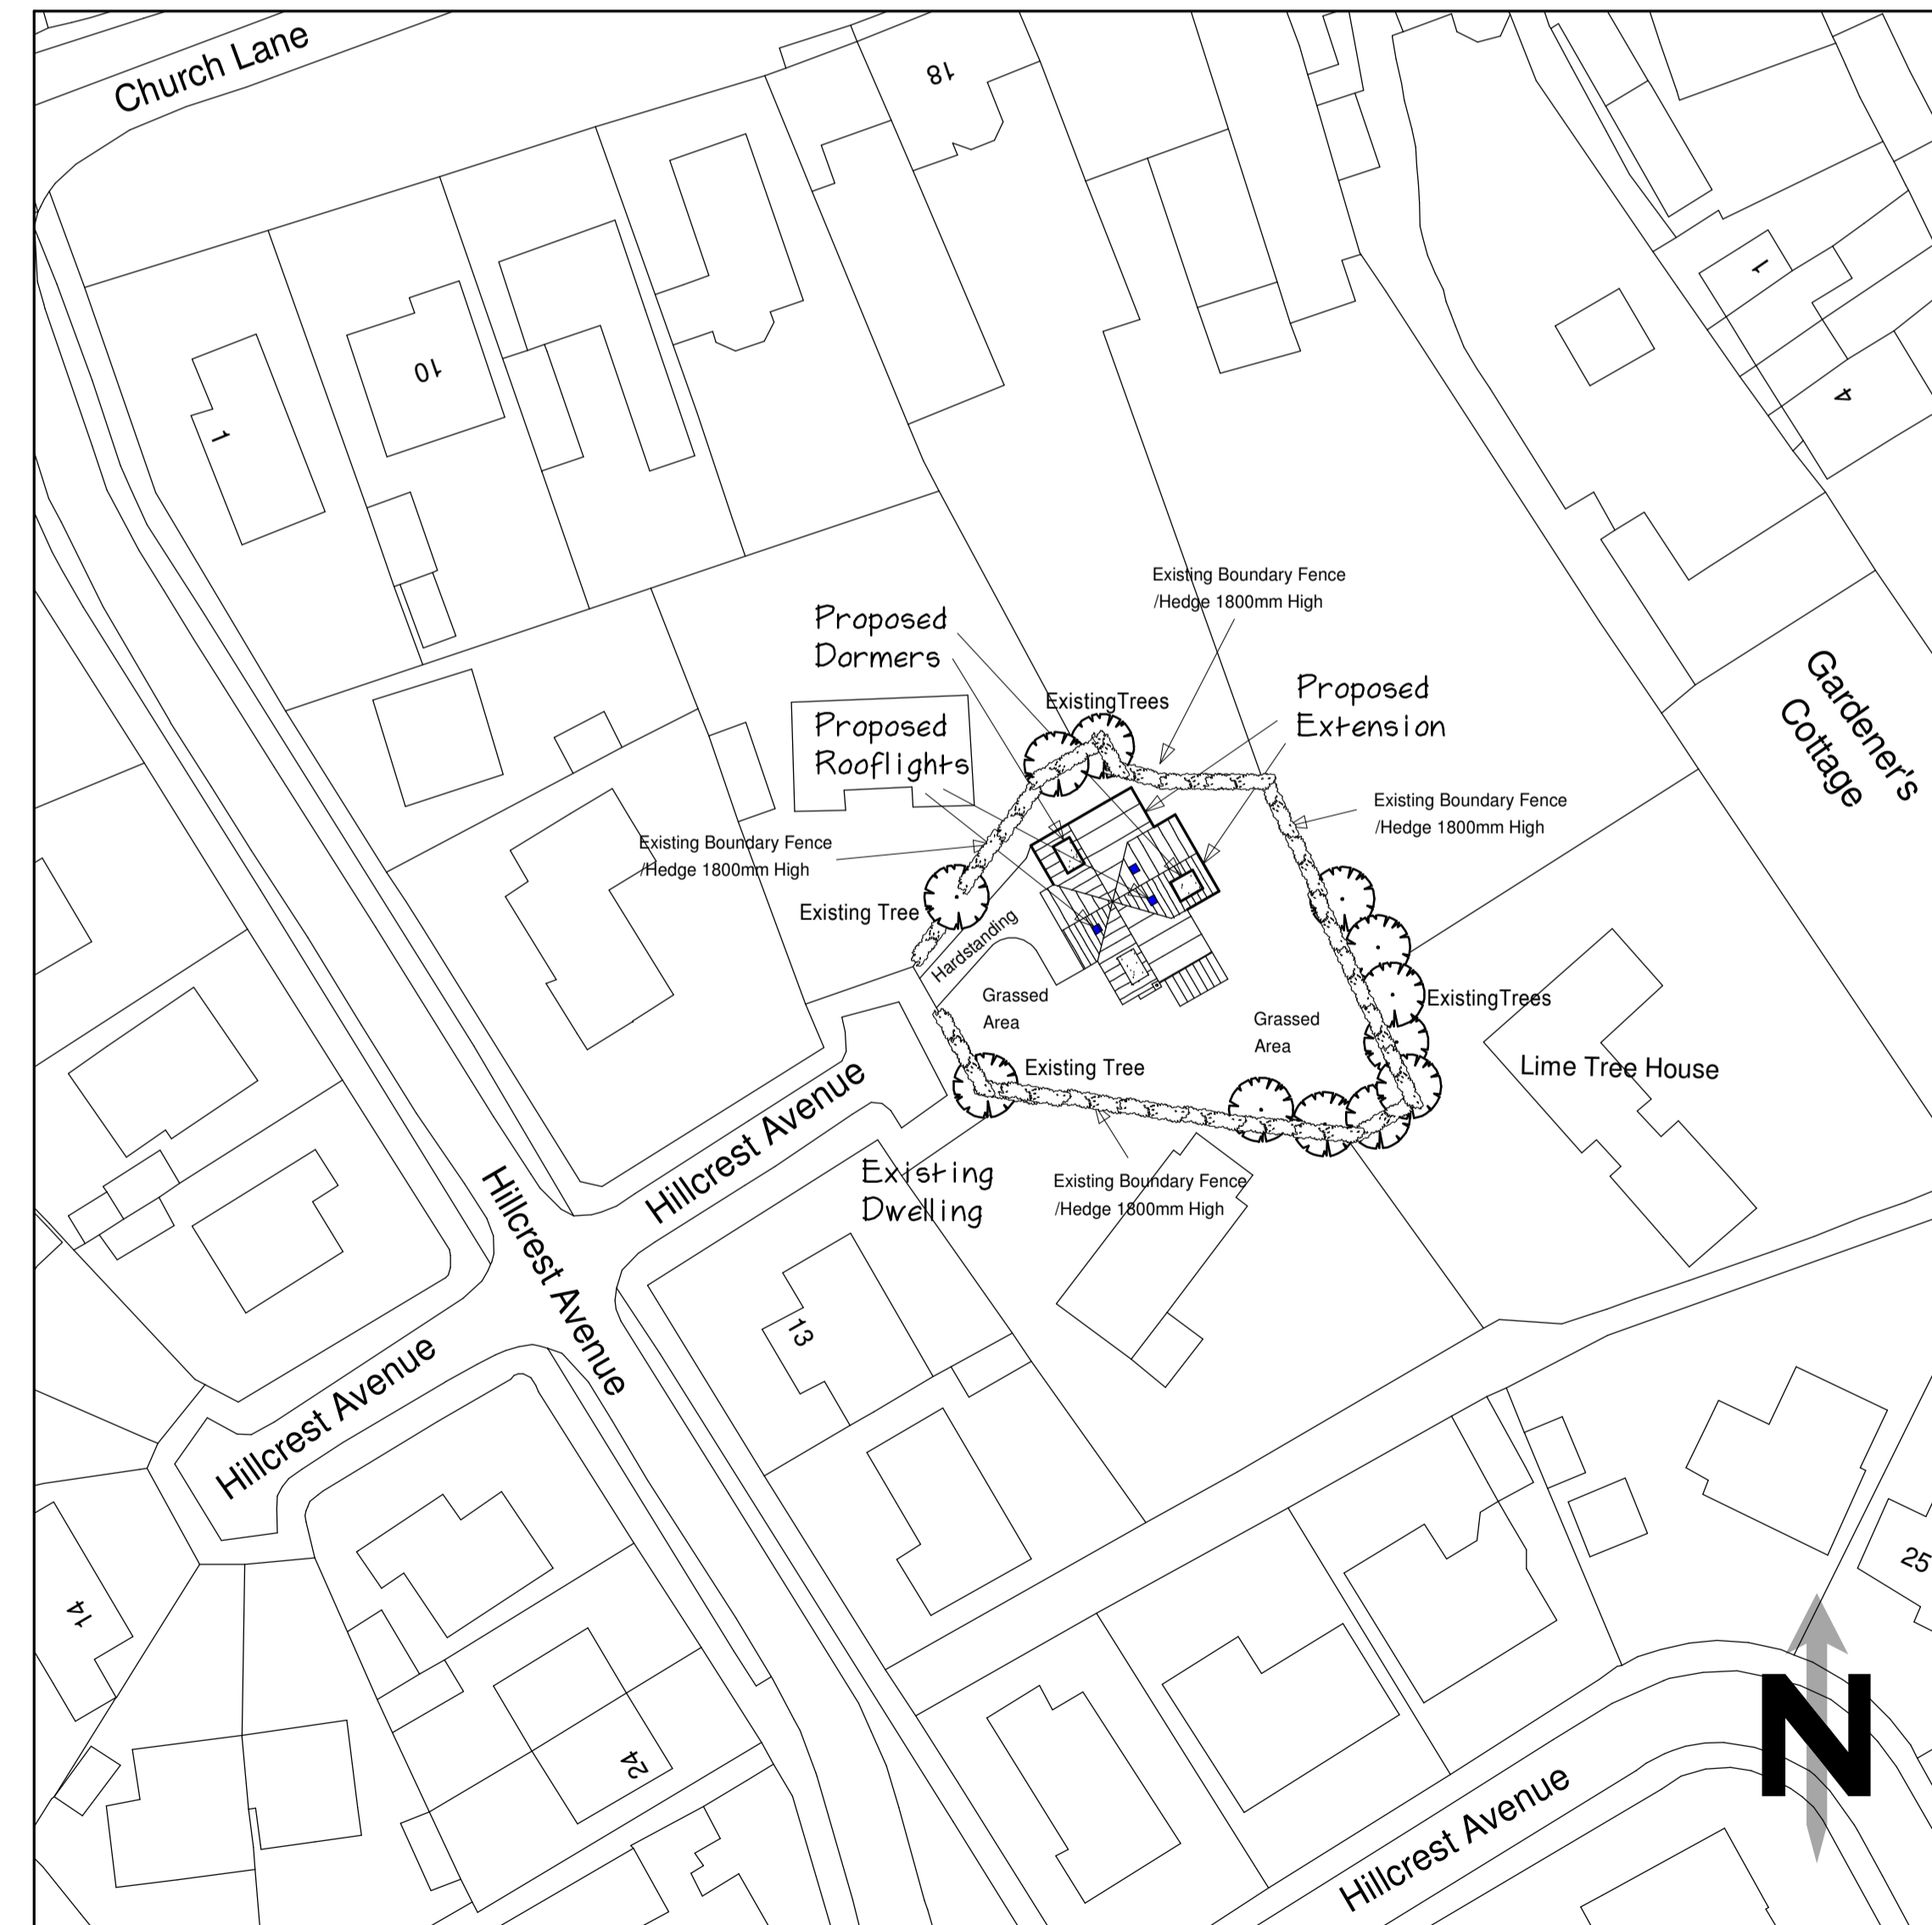 Church Lane
18
1
10
1
4
Existing Boundary Fence
/Hedge 1800mm High
Proposed
Dormers
Gardener's
Cottage
ExistingTrees
Proposed
Extension
Proposed
Rooflights
Existing Boundary Fence
/Hedge 1800mm High
Existing Boundary Fence
/Hedge 1800mm High
Existing Tree
Hardstanding
Grassed
Area
Grassed
Area
ExistingTrees
Existing Tree
Lime Tree House
Hillcrest Avenue
Existing
Dwelling
Existing Boundary Fence
/Hedge 1800mm High
Hillcrest Avenue
13
Hillcrest Avenue
14
25
24
N
Hillcrest Avenue